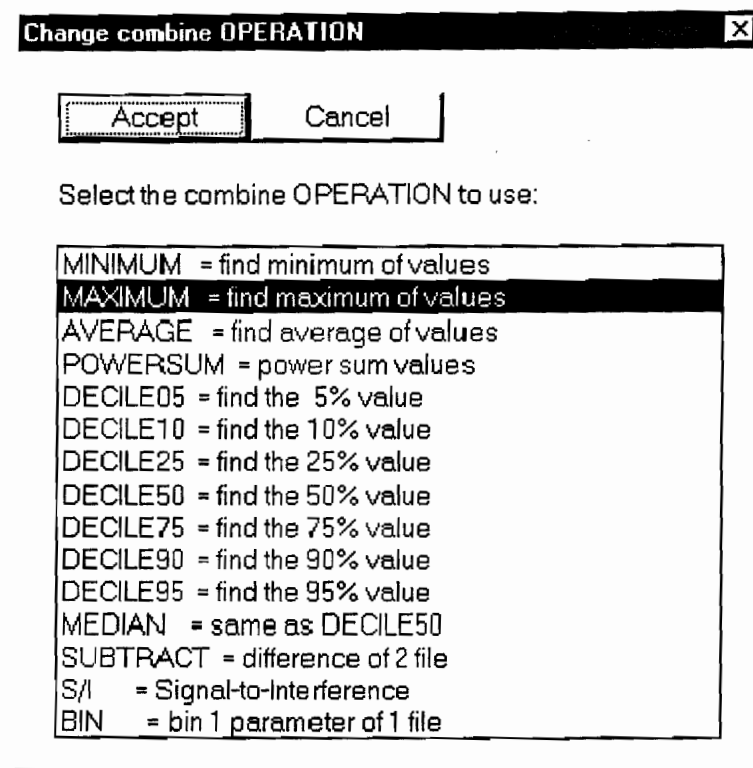 Change combine OPERATION
Accept Cancel
Select the combine OPERATION to use:
MINIMUM = find minimum of values
MAXIMUM = find maximum of values
AVERAGE = find average of values
POWERSUM = power sum values
DECILE05 = find the 5% value
DECILE10 = find the 10% value
DECILE25 = find the 25% value
DECILE50 = find the 50% value
DECILE75 = find the 75% value
DECILE90 = find the 90% value
DECILE95 = find the 95% value
MEDIAN = same as DECILE50
SUBTRACT = difference of 2 file
S/I = Signal-to-Interference
BIN = bin 1 parameter of 1 file